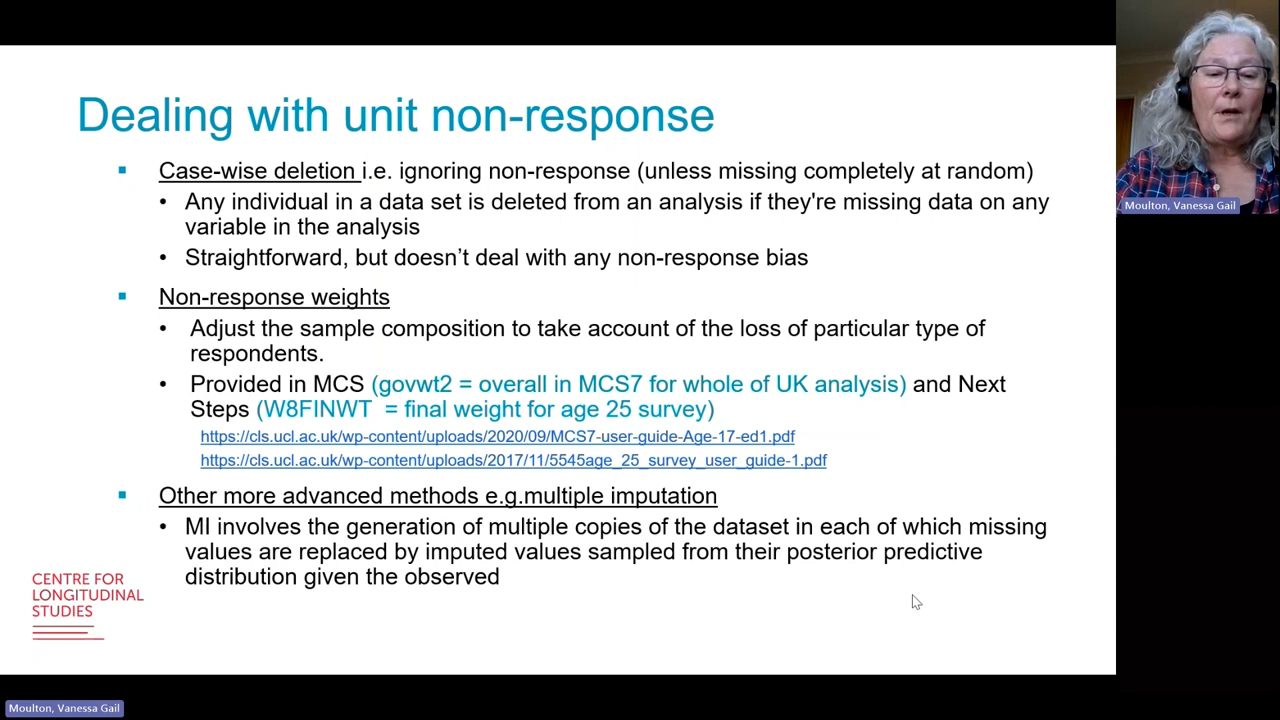 Dealing with unit non-response
▪ Case-wise deletion i.e. ignoring non-response (unless missing completely at random)
• Any individual in a data set is deleted from an analysis if they're missing data on any
variable in the analysis
• Straightforward, but doesn’t deal with any non-response bias
▪ Non-response weights
• Adjust the sample composition to take account of the loss of particular type of
respondents.
• Provided in MCS (govwt2 = overall in MCS7 for whole of UK analysis) and Next
Steps (W8FINWT = final weight for age 25 survey)
https://cls.ucl.ac.uk/wp-content/uploads/2020/09/MCS7-user-guide-Age-17-ed1.pdf
https://cls.ucl.ac.uk/wp-content/uploads/2017/11/5545age_25_survey_user_guide-1.pdf
▪ Other more advanced methods e.g.multiple imputation
• MI involves the generation of multiple copies of the dataset in each of which missing
values are replaced by imputed values sampled from their posterior predictive
distribution given the observed
CENTRE FOR
LONGITUDINAL
STUDIES
Moulton, Vanessa Gail
Moulton, Vanessa Gail